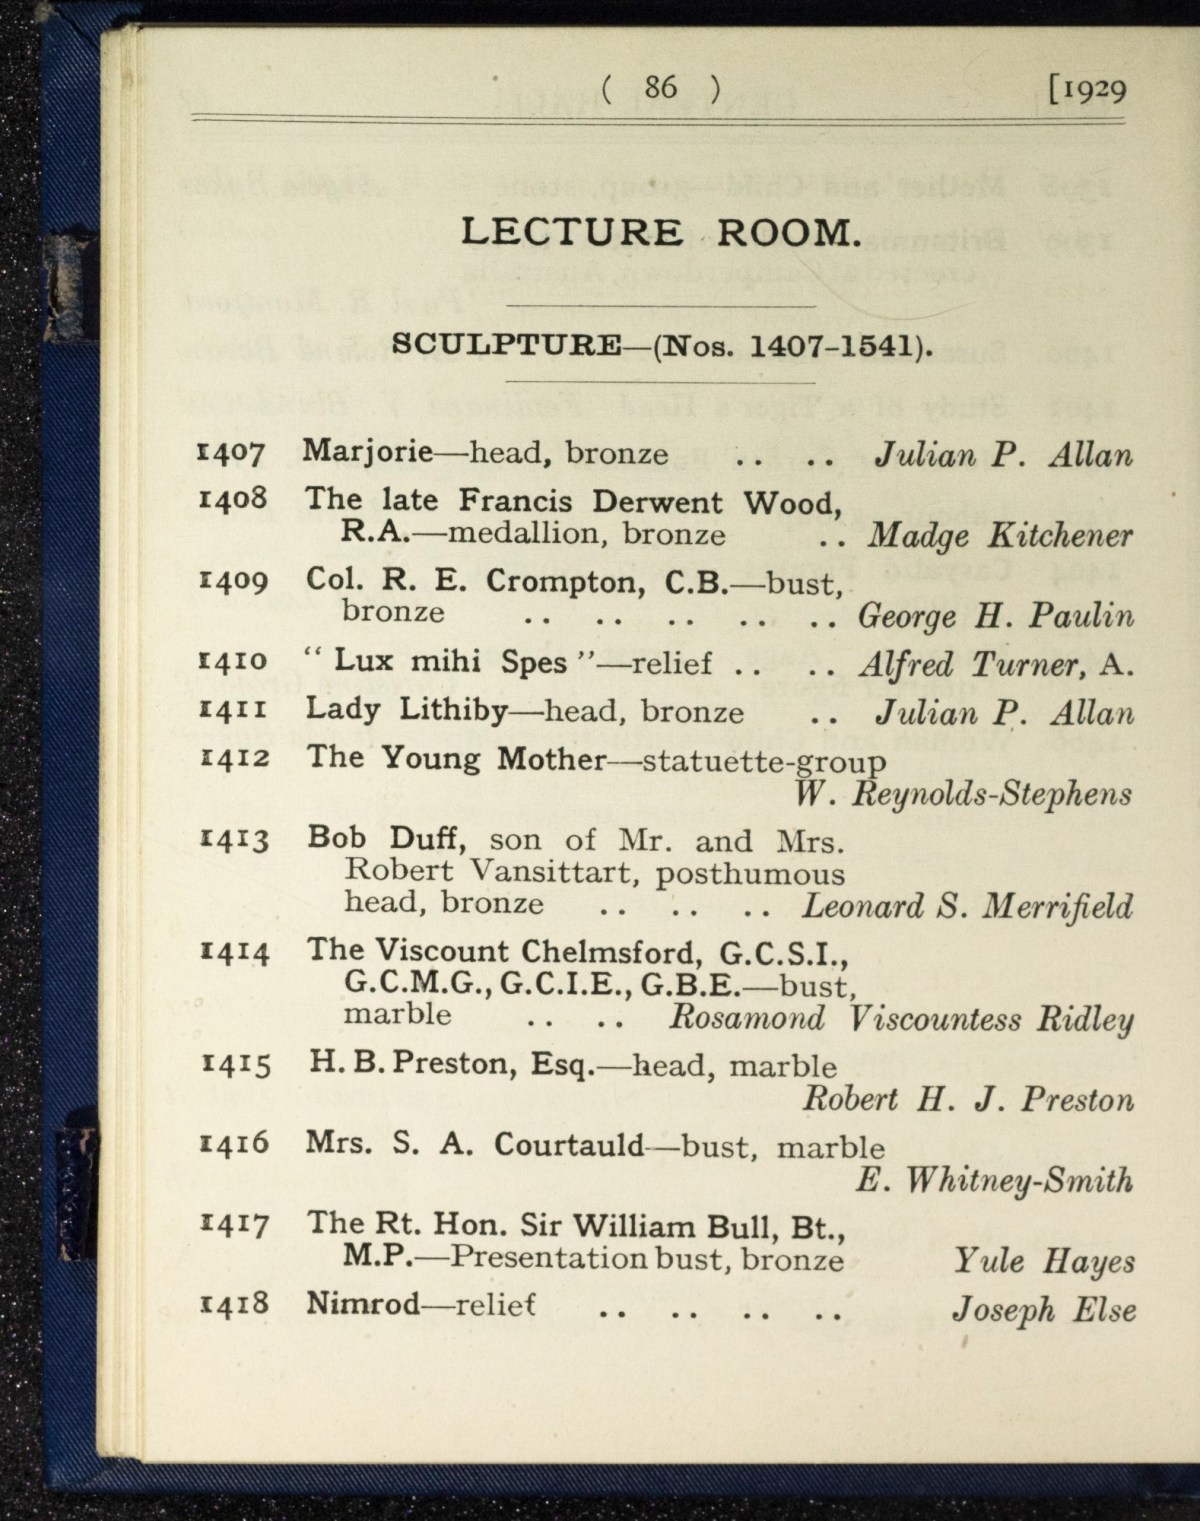 ( 86 ) [1929
LECTURE ROOM.
SCULPTURE—(Nos. 1407-1541).
1407 Marjorie—head, bronze .. .. Julian P. Allan
1408 The late Francis Derwent Wood,
R.A.—medallion, bronze .. Madge Kitchener
1409 Col. R. E. Crompton, C.B.—bust,
bronze .. .. .. .. .. George H. Paulin
1410 “ Lux mihi Spes ”—relief .. .. Alfred Turner, A.
1411 Lady Lithiby—head, bronze .. Julian P. Allan
1412 The Young Mother—statuette-group
W. Reynolds-Stephens
1413 Bob Duff, son of Mr. and Mrs.
Robert Vansittart, posthumous
head, bronze .. .. .. Leonard S. Merrifield
1414 The Viscount Chelmsford, G.C.S.I.,
G.C.M.G., G.C.I.E., G.B.E.—bust,
marble .. .. Rosamond Viscountess Ridley
1415 H. B. Preston, Esq.—head, marble
Robert H. J. Preston
1416 Mrs. S. A. Courtauld—bust, marble
E. Whitney-Smith
1417 The Rt. Hon. Sir William Bull, Bt.,
M.P.—Presentation bust, bronze Yule Hayes
1418 Nimrod—relief .. .. .. .. Joseph Else